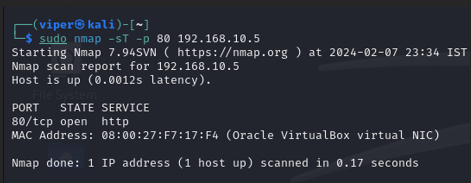 ┌──(viper㉿kali)-[~]
└─$ sudo nmap -sT -p 80 192.168.10.5
Starting Nmap 7.94SVN ( https://nmap.org ) at 2024-02-07 23:34 IST
Nmap scan report for 192.168.10.5
Host is up (0.0012s latency).
File System
PORT   STATE SERVICE
80/tcp open  http
MAC Address: 08:00:27:F7:17:F4 (Oracle VirtualBox virtual NIC)
Nmap done: 1 IP address (1 host up) scanned in 0.17 seconds